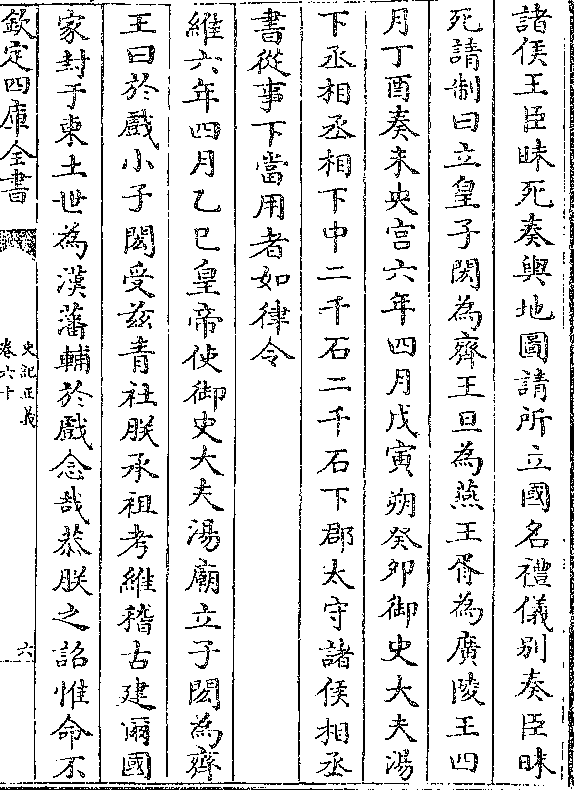 諸侯王臣昧死奏輿地圖請所立國名禮儀别奏臣昧
死請制曰立皇子閎為齊王旦為燕王胥為廣陵王四
月丁酉奏未央宫六年四月戊寅朔癸卯御史大夫湯
下丞相丞相下中二千石二千石下郡太守諸侯相丞
書從事下當用者如律令
維六年四月乙巳皇帝使御史大夫湯廟立子閎為齊
王曰於戲小子閎受兹青社朕承祖考維稽古建爾國
家封于東土世為漢藩輔於戲念哉恭朕之詔惟命不
欽定四庫全書
史記正義
卷六十
六